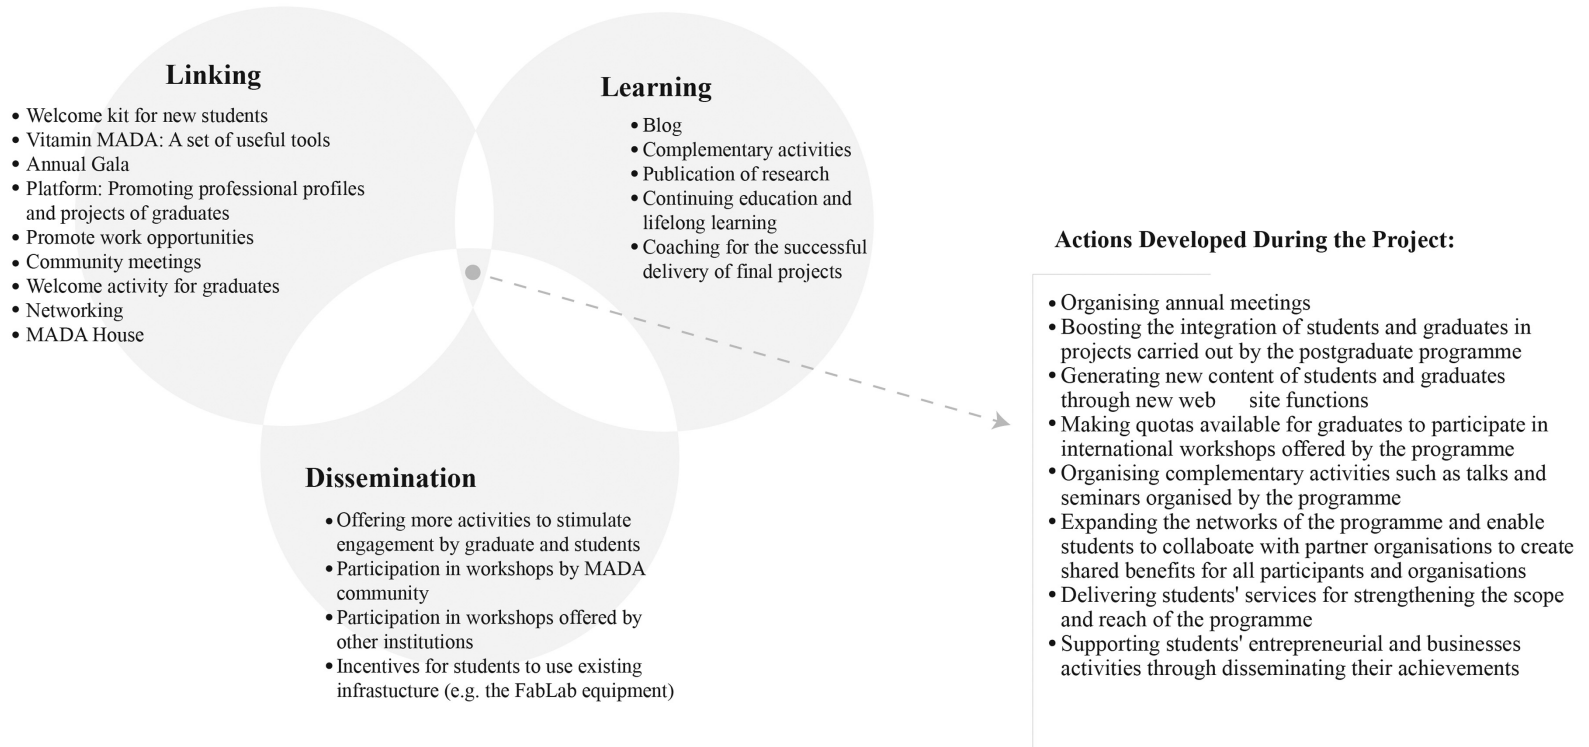 Linking
• Welcome kit for new students
• Vitamin MADA: A set of useful tools
• Annual Gala
• Platform: Promoting professional profiles
and projects of graduates
• Promote work opportunities
• Community meetings
• Welcome activity for graduates
• Networking
• MADA House
Learning
• Blog
• Complementary activities
• Publication of research
• Continuing education and
lifelong learning
• Coaching for the successful
delivery of final projects
Dissemination
• Offering more activities to stimulate
engagement by graduate and students
• Participation in workshops by MADA
community
• Participation in workshops offered by
other institutions
• Incentives for students to use existing
infrastucture (e.g. the FabLab equipment)
Actions Developed During the Project:
• Organising annual meetings
• Boosting the integration of students and graduates in
projects carried out by the postgraduate programme
• Generating new content of students and graduates
through new web site functions
• Making quotas available for graduates to participate in
international workshops offered by the programme
• Organising complementary activities such as talks and
seminars organised by the programme
• Expanding the networks of the programme and enable
students to collaboate with partner organisations to create
shared benefits for all participants and organisations
• Delivering students' services for strengthening the scope
and reach of the programme
• Supporting students' entrepreneurial and businesses
activities through disseminating their achievements